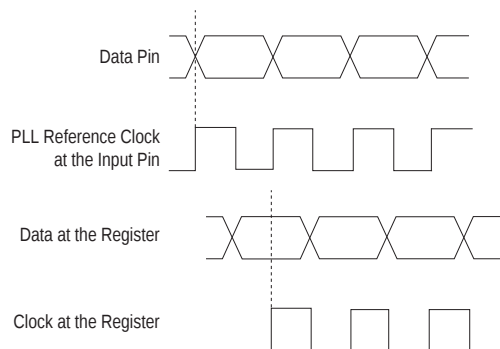 Data Pin
PLL Reference Clock
at the Input Pin
Data at the Register
Clock at the Register